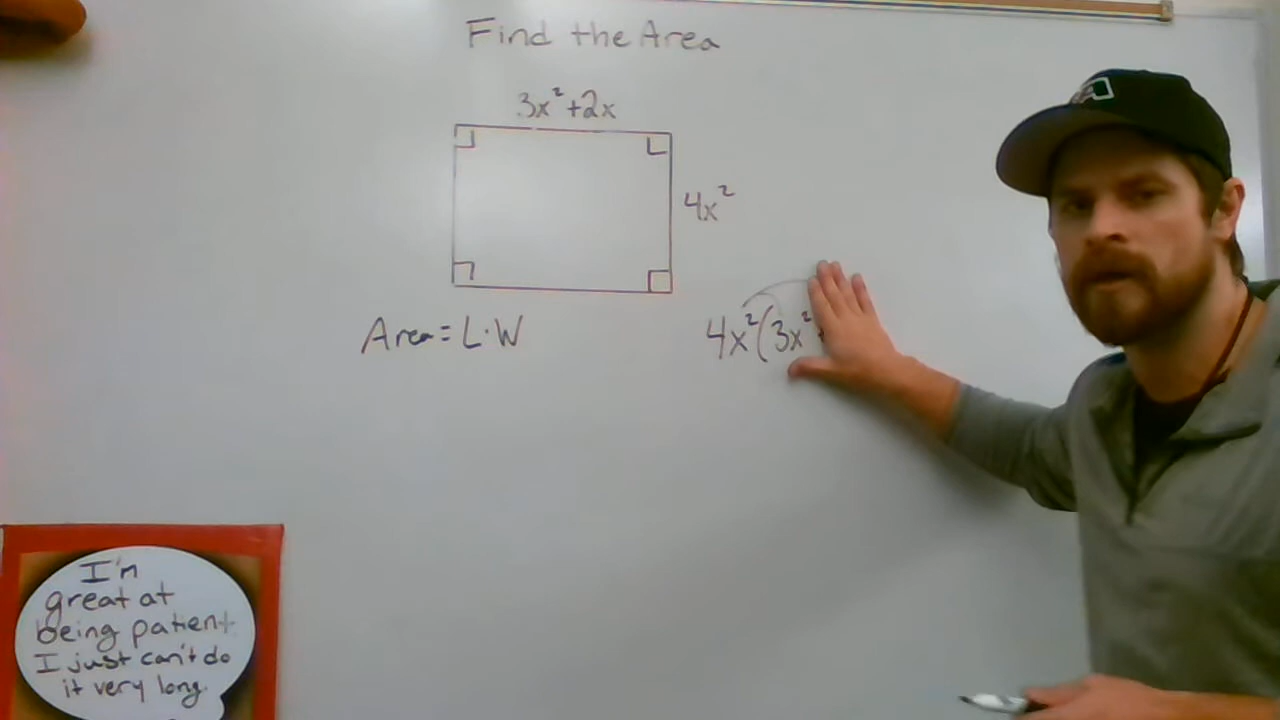 Find the Area
3x²+2x
4x²
Area = L·W
4x²(3x²
I'm
great at
being patient
I just can't do
it very long.